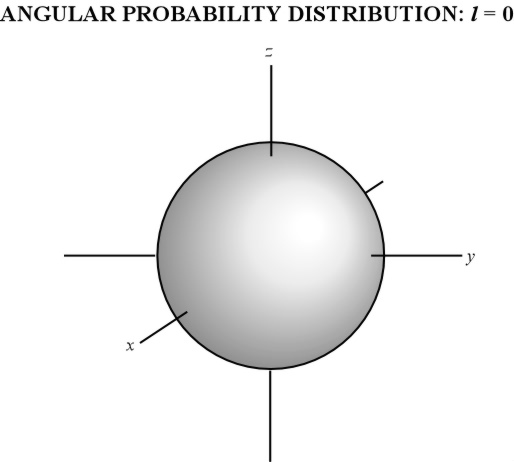 ANGULAR PROBABILITY DISTRIBUTION: l = 0
z
y
x